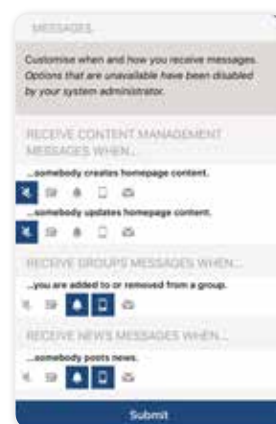 MESSAGES
Customise when and how you receive messages.
Options that are unavailable have been disabled
by your system administrator.
RECEIVE CONTENT MANAGEMENT
MESSAGES WHEN...
...somebody creates homepage content.
...somebody updates homepage content.
RECEIVE GROUPS MESSAGES WHEN...
...you are added to or removed from a group.
RECEIVE NEWS MESSAGES WHEN...
...somebody posts news.
Submit